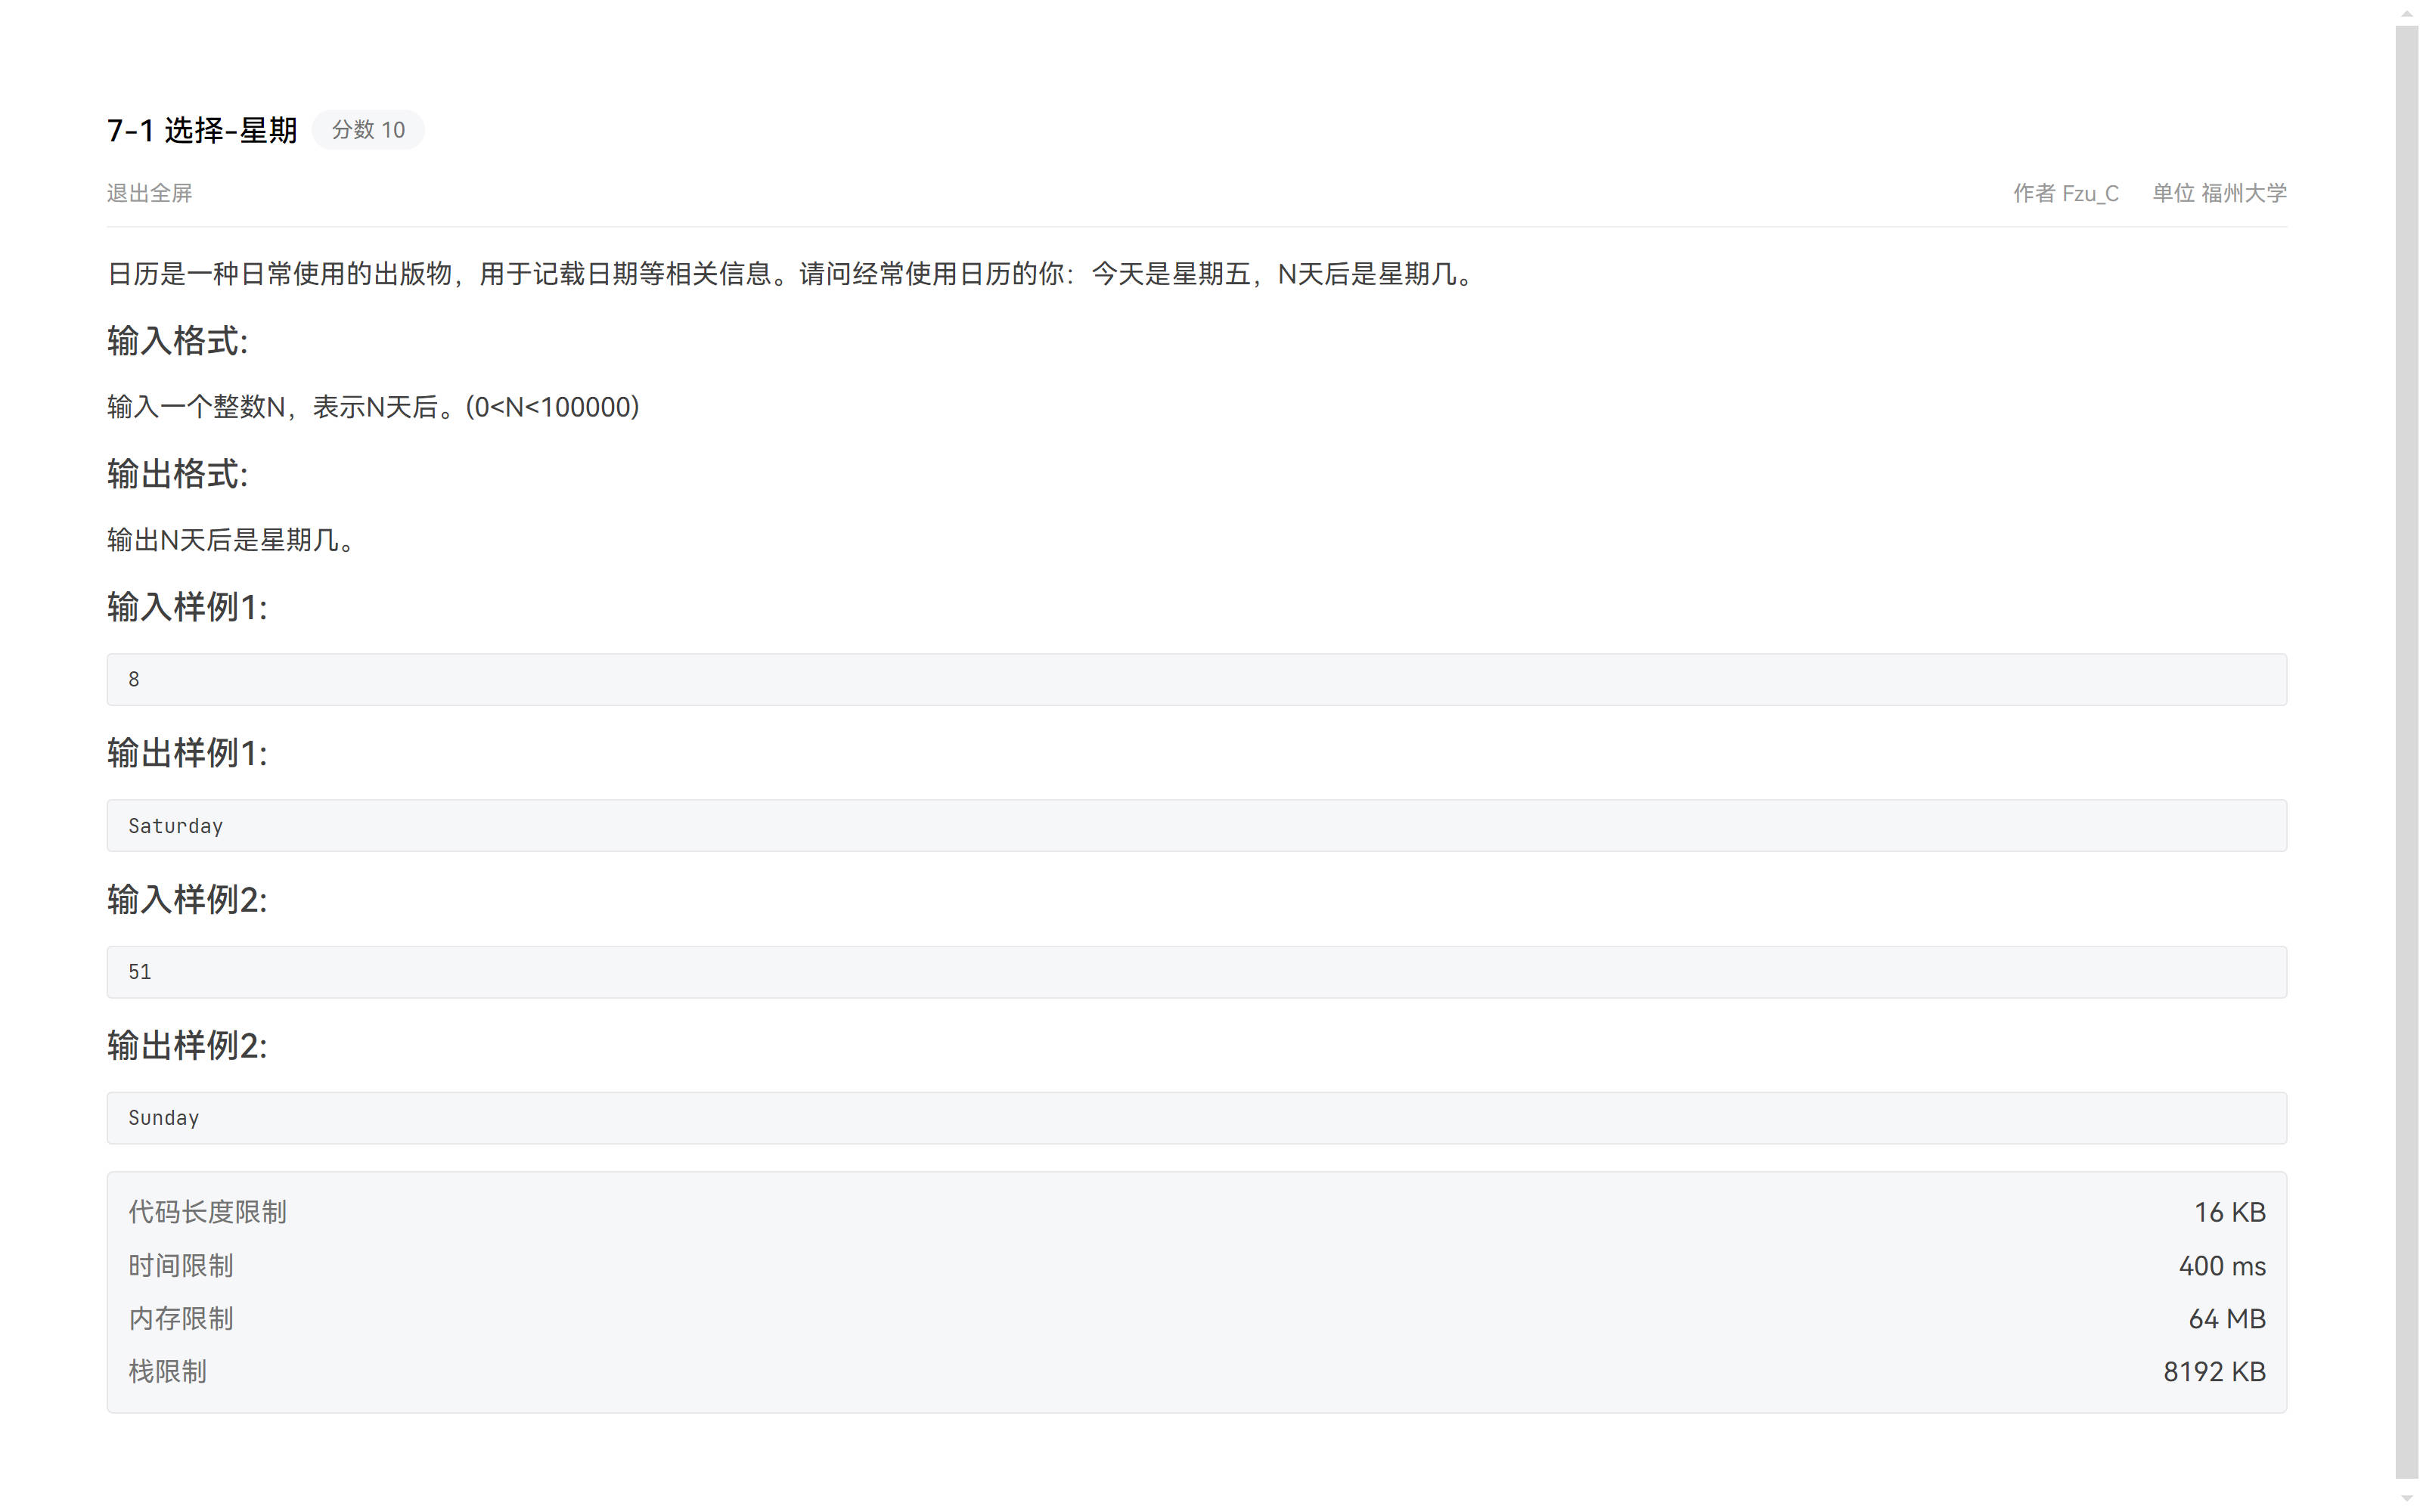 7-1 选择-星期 分数 10
退出全屏 作者 Fzu_C 单位 福州大学
日历是一种日常使用的出版物，用于记载日期等相关信息。请问经常使用日历的你：今天是星期五，N天后是星期几。
输入格式:
输入一个整数N，表示N天后。(0<N<100000)
输出格式:
输出N天后是星期几。
输入样例1:
8
输出样例1:
Saturday
输入样例2:
51
输出样例2:
Sunday
代码长度限制 16 KB
时间限制 400 ms
内存限制 64 MB
栈限制 8192 KB